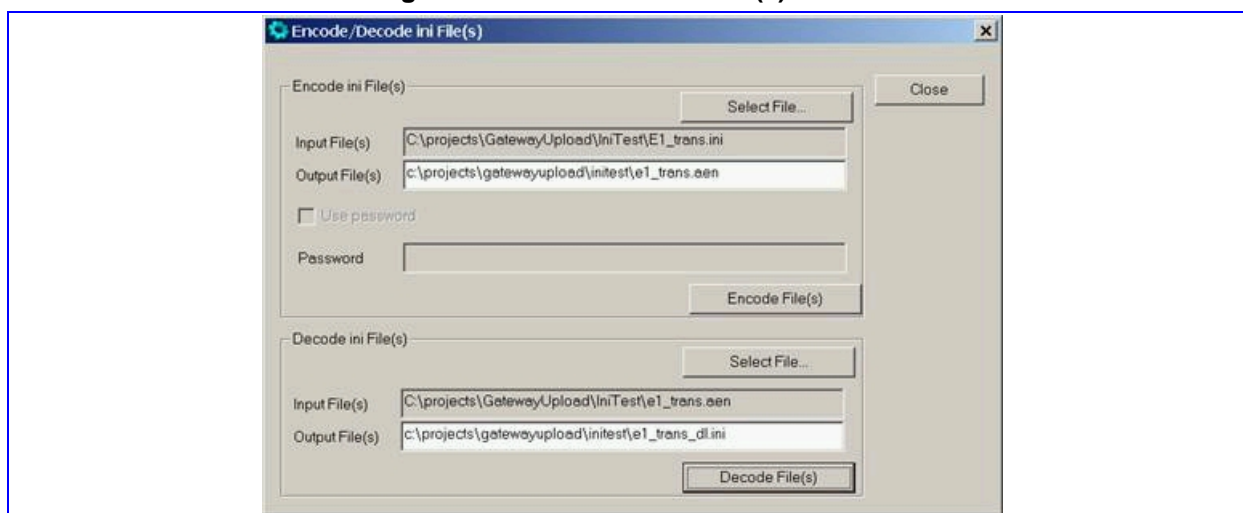 Encode/Decode ini File(s)
Encode ini File(s)
Close
Select File...
Input File(s) C:\projects\GatewayUpload\IniTest\E1_trans.ini
Output File(s) c:\projects\gatewayupload\initest\e1_trans.aen
Use password
Password
Encode File(s)
Decode ini File(s)
Select File...
Input File(s) C:\projects\GatewayUpload\IniTest\e1_trans.aen
Output File(s) c:\projects\gatewayupload\initest\e1_trans_dl.ini
Decode File(s)